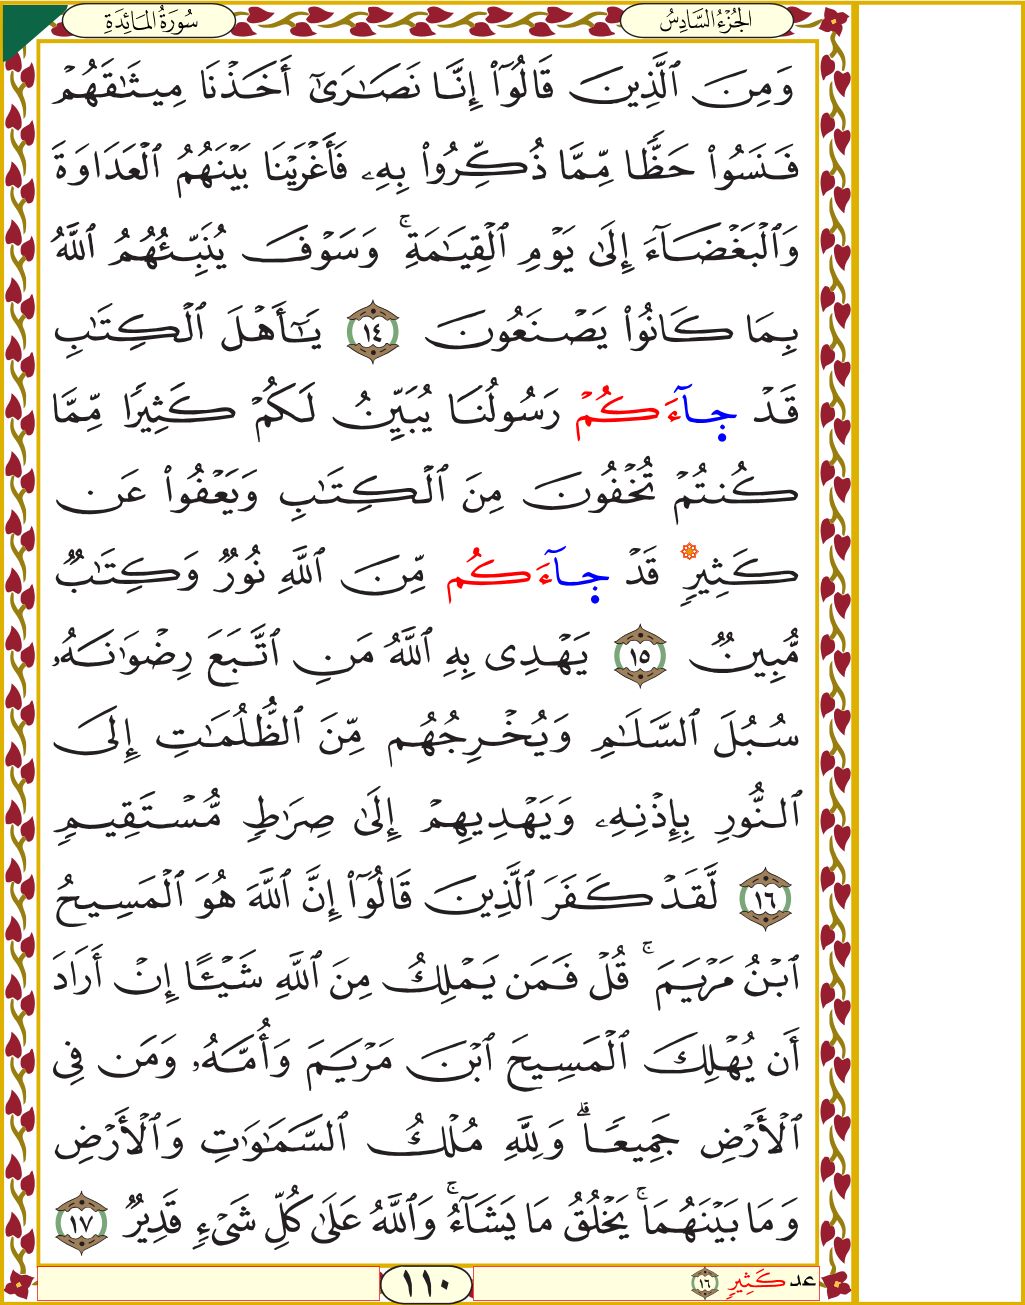 الجُزْءُ السَّادِسُ
سُورَةُ المَائِدَةِ
وَمِنَ ٱلَّذِينَ قَالُوٓا۟ إِنَّا نَصَـٰرَىٰٓ أَخَذْنَا مِيثَـٰقَهُمْ
فَنَسُوا۟ حَظًّا مِّمَّا ذُكِّرُوا۟ بِهِۦ فَأَغْرَيْنَا بَيْنَهُمُ ٱلْعَدَاوَةَ
وَٱلْبَغْضَآءَ إِلَىٰ يَوْمِ ٱلْقِيَـٰمَةِ ۚ وَسَوْفَ يُنَبِّئُهُمُ ٱللَّهُ
بِمَا كَانُوا۟ يَصْنَعُونَ ١٤ يَـٰٓأَهْلَ ٱلْكِتَـٰبِ
قَدْ جَآءَكُمْ رَسُولُنَا يُبَيِّنُ لَكُمْ كَثِيرًا مِّمَّا
كُنتُمْ تُخْفُونَ مِنَ ٱلْكِتَـٰبِ وَيَعْفُوا۟ عَن
كَثِيرٍ قَدْ جَآءَكُم مِّنَ ٱللَّهِ نُورٌ وَكِتَـٰبٌ
مُّبِينٌ ١٥ يَهْدِى بِهِ ٱللَّهُ مَنِ ٱتَّبَعَ رِضْوَٰنَهُۥ
سُبُلَ ٱلسَّلَـٰمِ وَيُخْرِجُهُم مِّنَ ٱلظُّلُمَـٰتِ إِلَى
ٱلنُّورِ بِإِذْنِهِۦ وَيَهْدِيهِمْ إِلَىٰ صِرَٰطٍ مُّسْتَقِيمٍ
١٦ لَّقَدْ كَفَرَ ٱلَّذِينَ قَالُوٓا۟ إِنَّ ٱللَّهَ هُوَ ٱلْمَسِيحُ
ٱبْنُ مَرْيَمَ ۚ قُلْ فَمَن يَمْلِكُ مِنَ ٱللَّهِ شَيْـًٔا إِنْ أَرَادَ
أَن يُهْلِكَ ٱلْمَسِيحَ ٱبْنَ مَرْيَمَ وَأُمَّهُۥ وَمَن فِى
ٱلْأَرْضِ جَمِيعًا ۗ وَلِلَّهِ مُلْكُ ٱلسَّمَـٰوَٰتِ وَٱلْأَرْضِ
وَمَا بَيْنَهُمَا ۚ يَخْلُقُ مَا يَشَآءُ ۚ وَٱللَّهُ عَلَىٰ كُلِّ شَىْءٍ قَدِيرٌ ١٧
عد كَثِيرٍ ١٦
١١٠